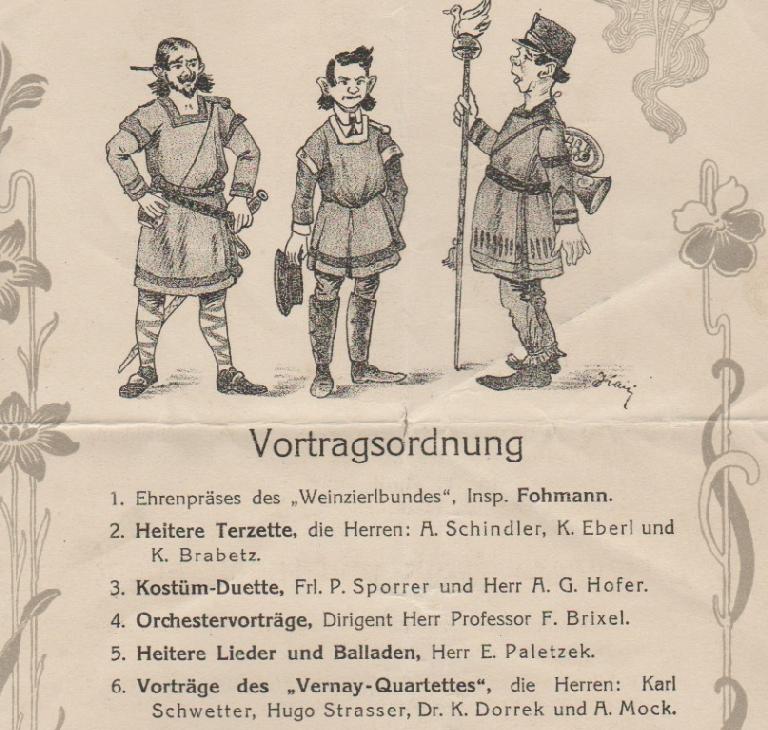 Vortragsordnung
1. Ehrenpräses des „Weinzierlbundes“, Insp. Fohmann.
2. Heitere Terzette, die Herren: A. Schindler, K. Eberl und
K. Brabetz.
3. Kostüm-Duette, Frl. P. Sporrer und Herr A. G. Hofer.
4. Orchestervorträge, Dirigent Herr Professor F. Brixel.
5. Heitere Lieder und Balladen, Herr E. Paletzek.
6. Vorträge des „Vernay-Quartettes“, die Herren: Karl
Schwetter, Hugo Strasser, Dr. K. Dorrek und A. Mock.